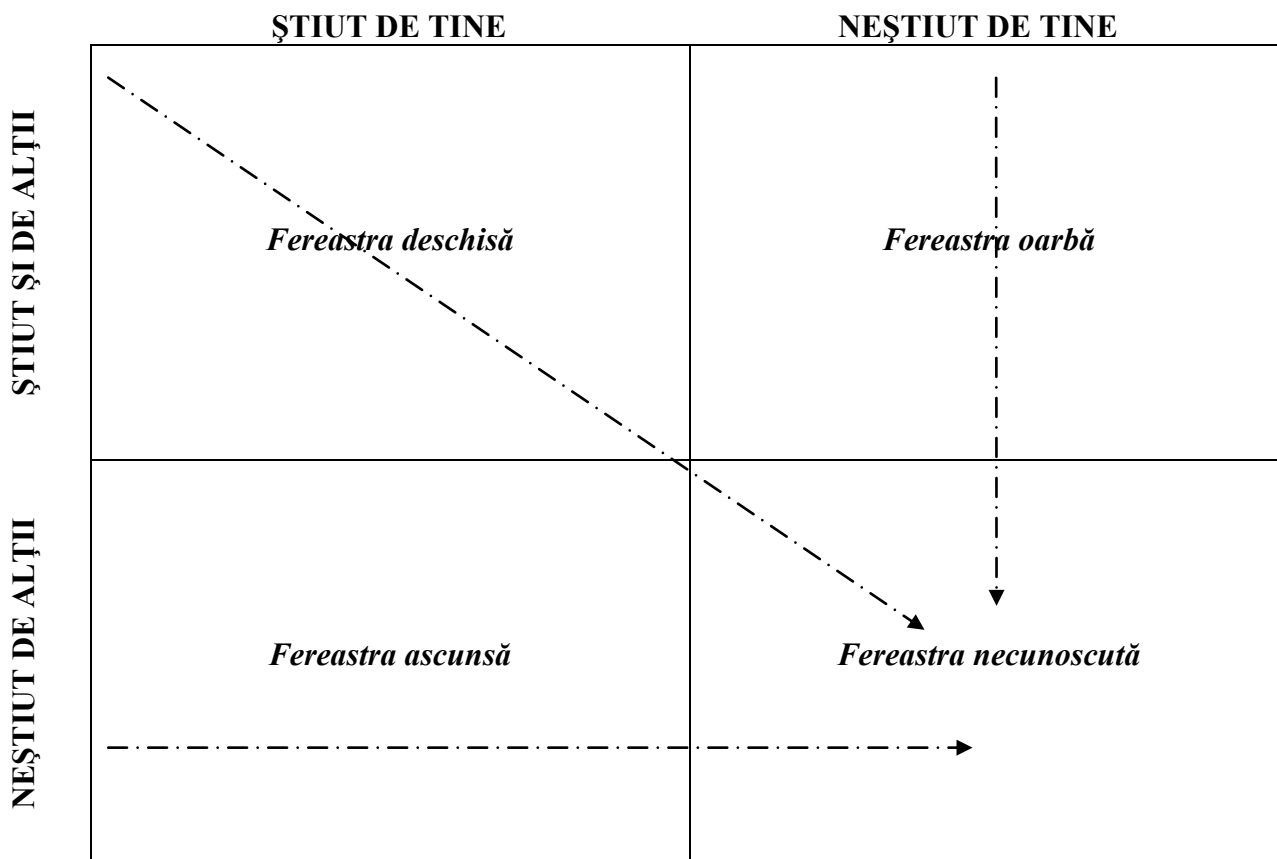 ŞTIUT DE TINE
NEŞTIUT DE TINE
ŞTIUT ŞI DE ALŢII
Fereastra deschisă
Fereastra oarbă
NEŞTIUT DE ALŢII
Fereastra ascunsă
Fereastra necunoscută